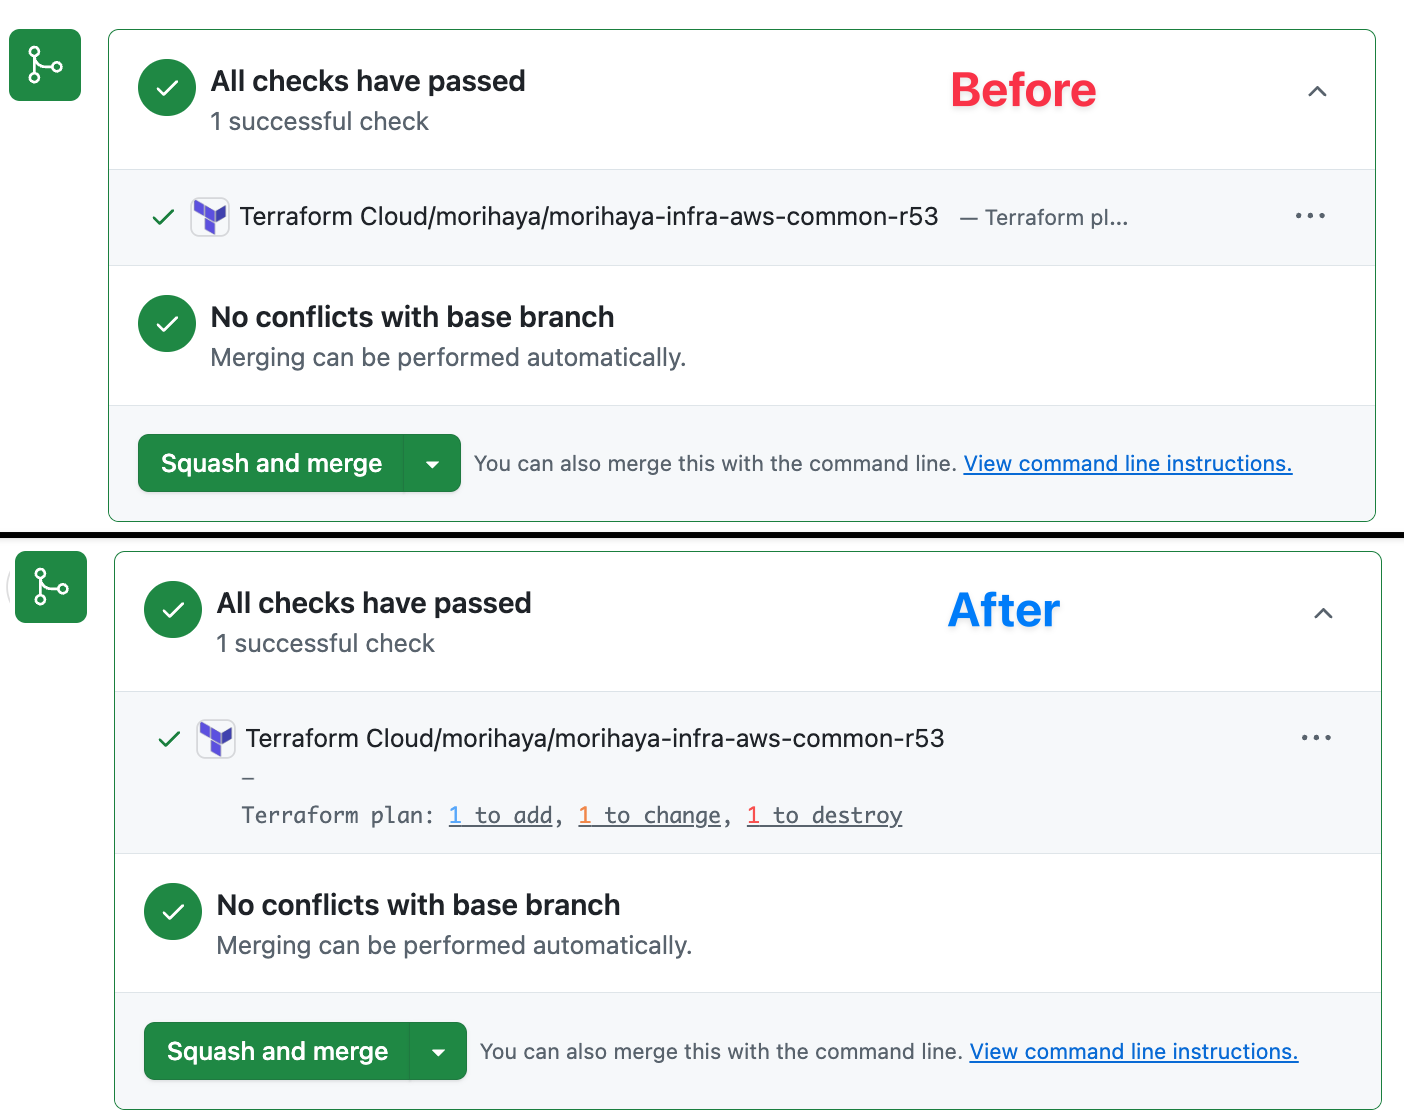 All checks have passed
Before
1 successful check
Terraform Cloud/morihaya/morihaya-infra-aws-common-r53 — Terraform pl...
No conflicts with base branch
Merging can be performed automatically.
Squash and merge You can also merge this with the command line. View command line instructions.
All checks have passed
After
1 successful check
Terraform Cloud/morihaya/morihaya-infra-aws-common-r53
—
Terraform plan: 1 to add, 1 to change, 1 to destroy
No conflicts with base branch
Merging can be performed automatically.
Squash and merge You can also merge this with the command line. View command line instructions.